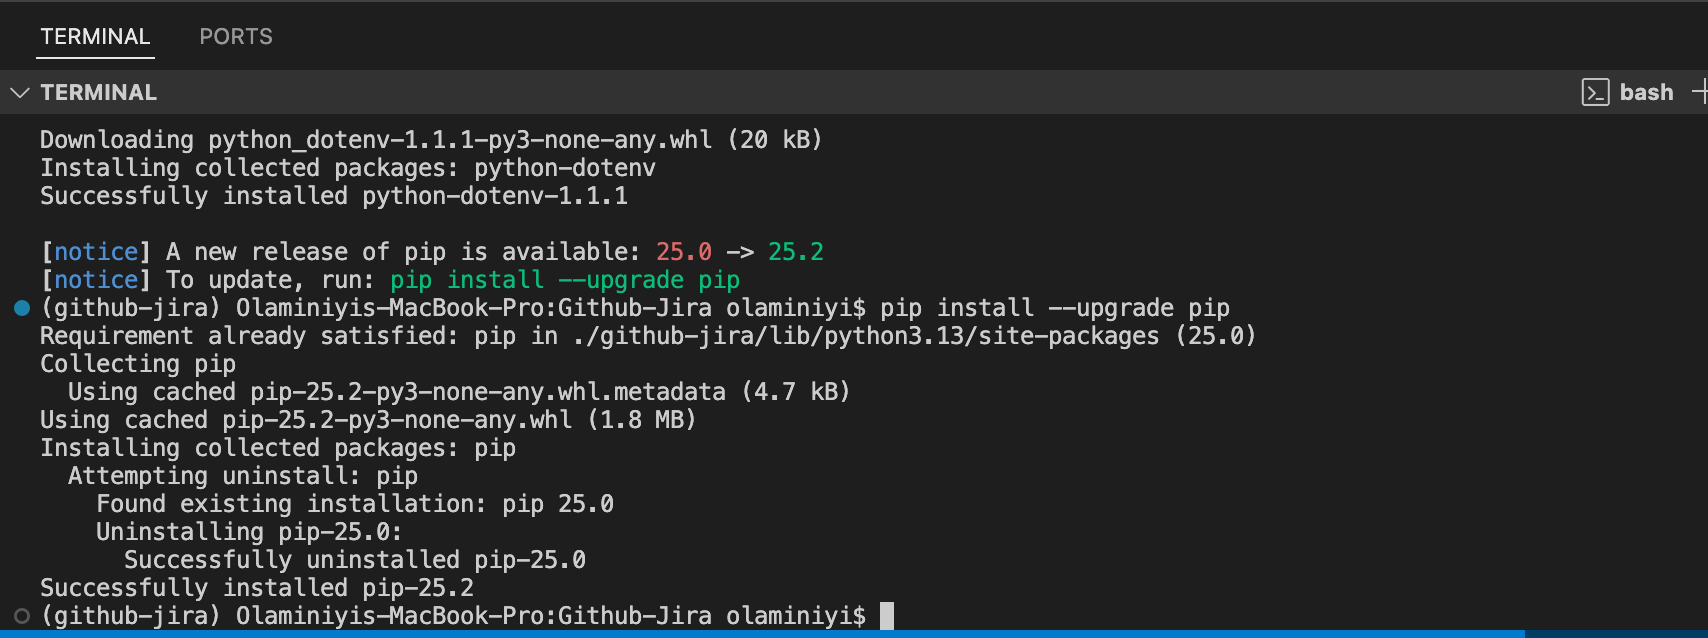 TERMINAL PORTS
TERMINAL bash
Downloading python_dotenv-1.1.1-py3-none-any.whl (20 kB)
Installing collected packages: python-dotenv
Successfully installed python-dotenv-1.1.1
[notice] A new release of pip is available: 25.0 -> 25.2
[notice] To update, run: pip install --upgrade pip
(github-jira) Olaminiyis-MacBook-Pro:Github-Jira olaminiyi$ pip install --upgrade pip
Requirement already satisfied: pip in ./github-jira/lib/python3.13/site-packages (25.0)
Collecting pip
  Using cached pip-25.2-py3-none-any.whl.metadata (4.7 kB)
Using cached pip-25.2-py3-none-any.whl (1.8 MB)
Installing collected packages: pip
  Attempting uninstall: pip
    Found existing installation: pip 25.0
    Uninstalling pip-25.0:
      Successfully uninstalled pip-25.0
Successfully installed pip-25.2
(github-jira) Olaminiyis-MacBook-Pro:Github-Jira olaminiyi$